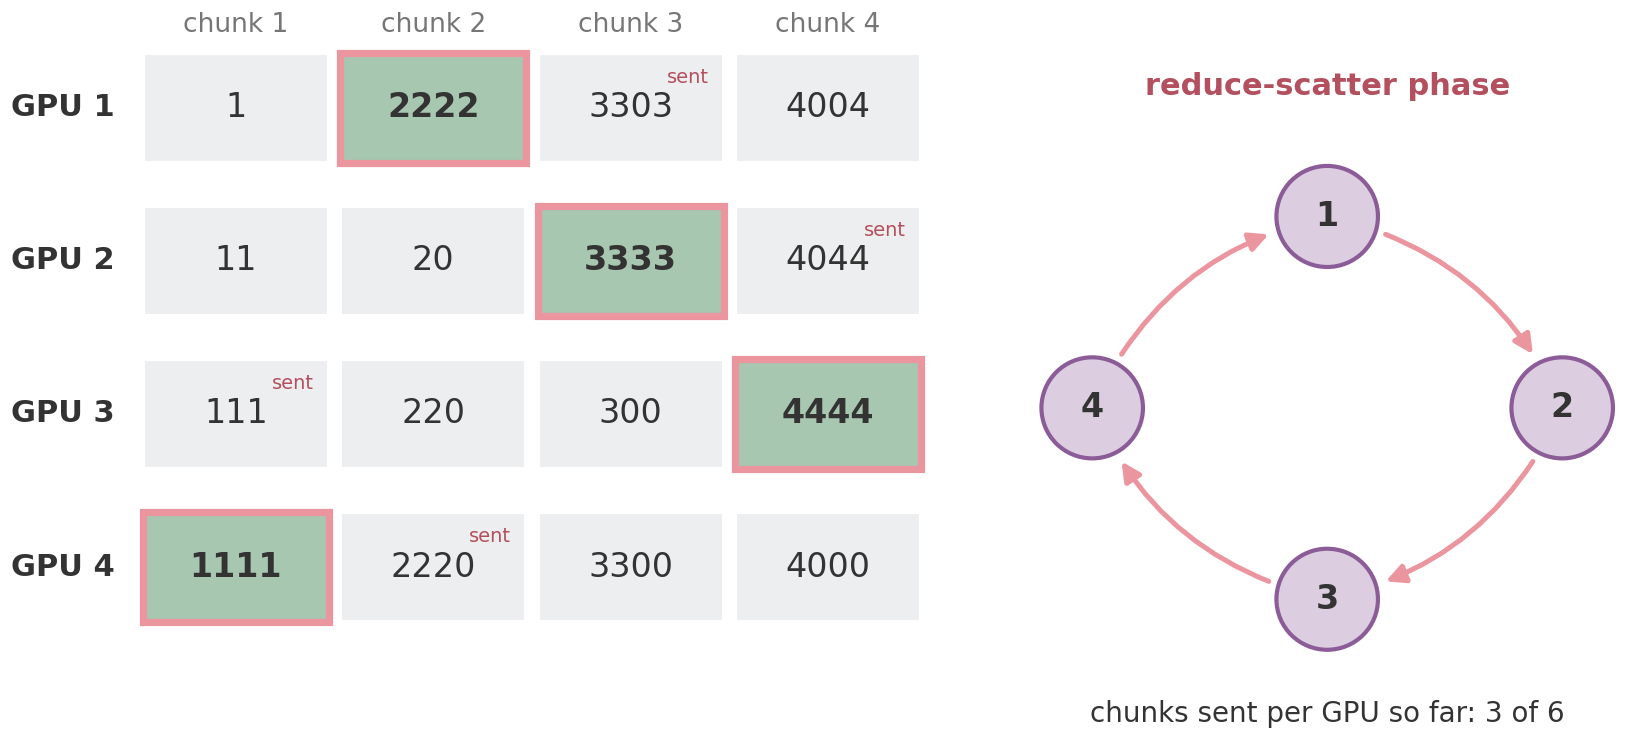 chunk 1 chunk 2 chunk 3 chunk 4
GPU 1 1 2222 3303 sent 4004
GPU 2 11 20 3333 4044 sent
GPU 3 111 sent 220 300 4444
GPU 4 1111 2220 sent 3300 4000
reduce-scatter phase
1
4 2
3
chunks sent per GPU so far: 3 of 6